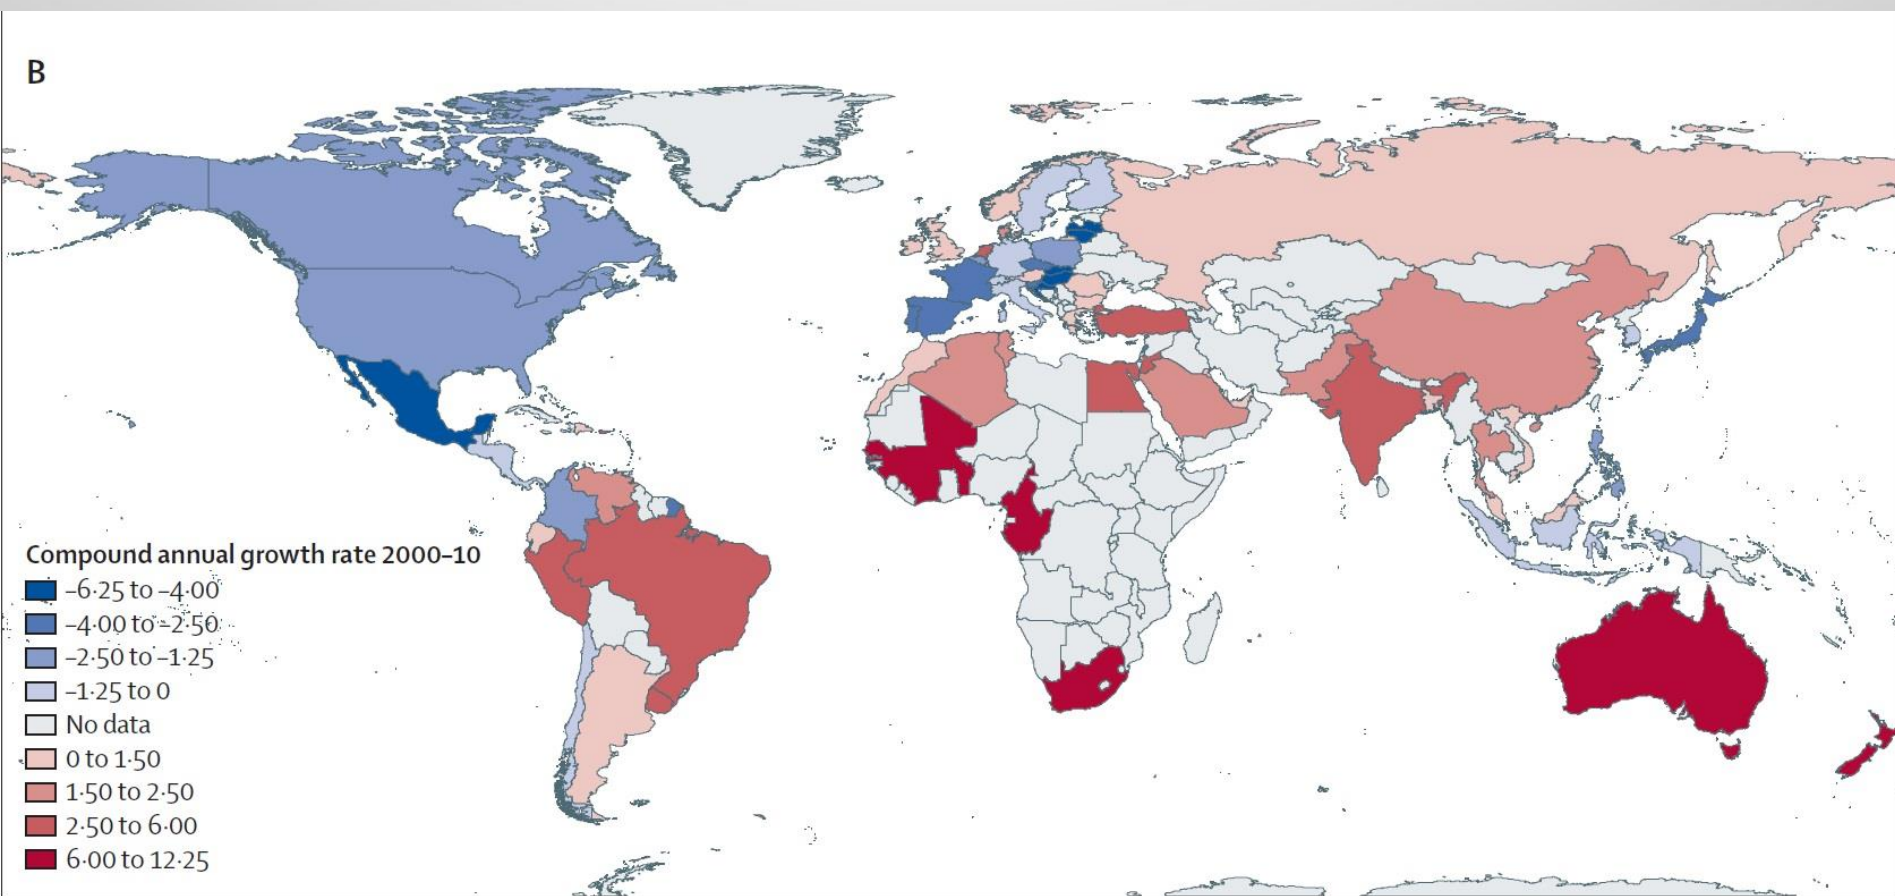 B
Compound annual growth rate 2000–10
–6·25 to –4·00
–4·00 to –2·50
–2·50 to –1·25
–1·25 to 0
No data
0 to 1·50
1·50 to 2·50
2·50 to 6·00
6·00 to 12·25